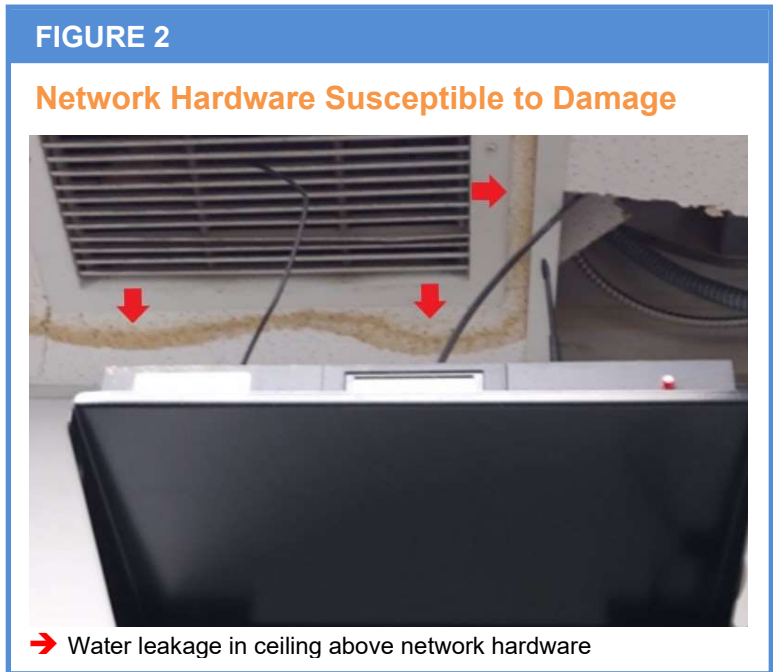 FIGURE 2
Network Hardware Susceptible to Damage
Water leakage in ceiling above network hardware